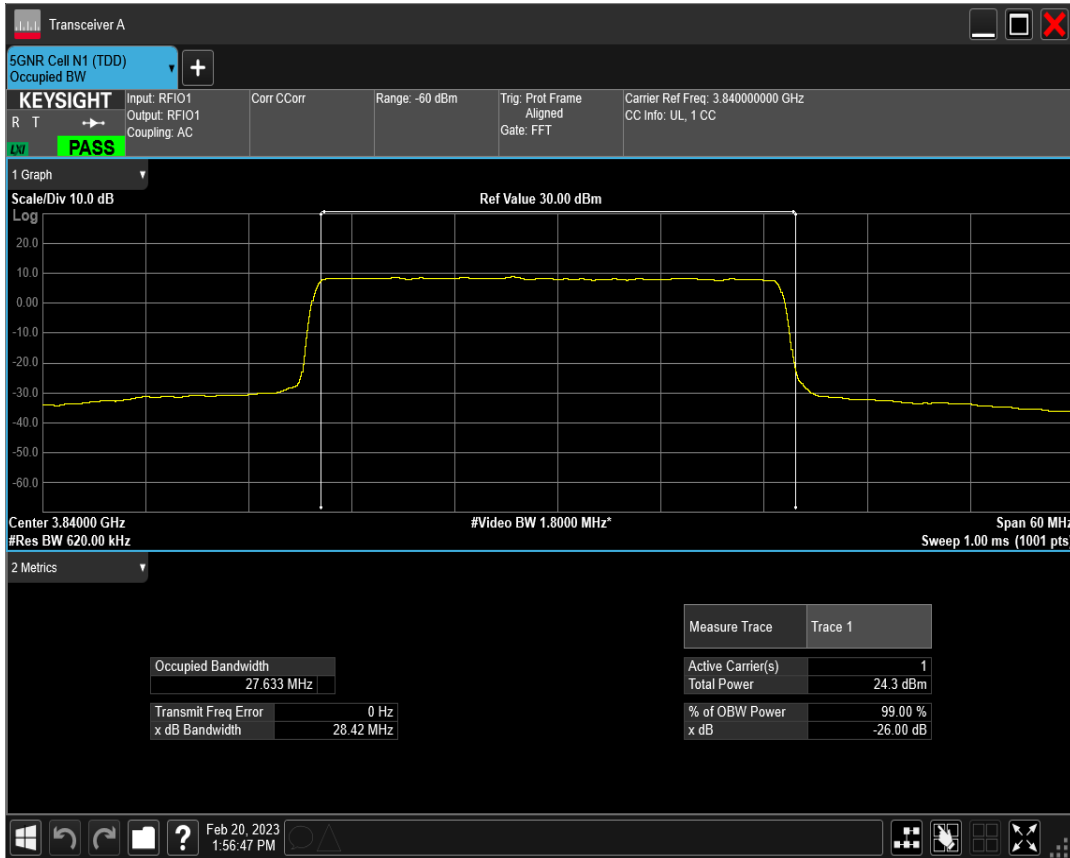 Transceiver A
5GNR Cell N1 (TDD)
Occupied BW
+
KEYSIGHT
R T
LXI
PASS
Input: RFIO1
Output: RFIO1
Coupling: AC
Corr CCorr
Range: -60 dBm
Trig: Prot Frame
Aligned
Gate: FFT
Carrier Ref Freq: 3.840000000 GHz
CC Info: UL, 1 CC
1 Graph
Scale/Div 10.0 dB
Ref Value 30.00 dBm
Log
20.0
10.0
0.00
-10.0
-20.0
-30.0
-40.0
-50.0
-60.0
Center 3.84000 GHz
#Video BW 1.8000 MHz*
Span 60 MHz
#Res BW 620.00 kHz
Sweep 1.00 ms (1001 pts)
2 Metrics
Measure Trace Trace 1
Occupied Bandwidth
27.633 MHz
Active Carrier(s) 1
Total Power 24.3 dBm
Transmit Freq Error 0 Hz
x dB Bandwidth 28.42 MHz
% of OBW Power 99.00 %
x dB -26.00 dB
?
Feb 20, 2023
1:56:47 PM